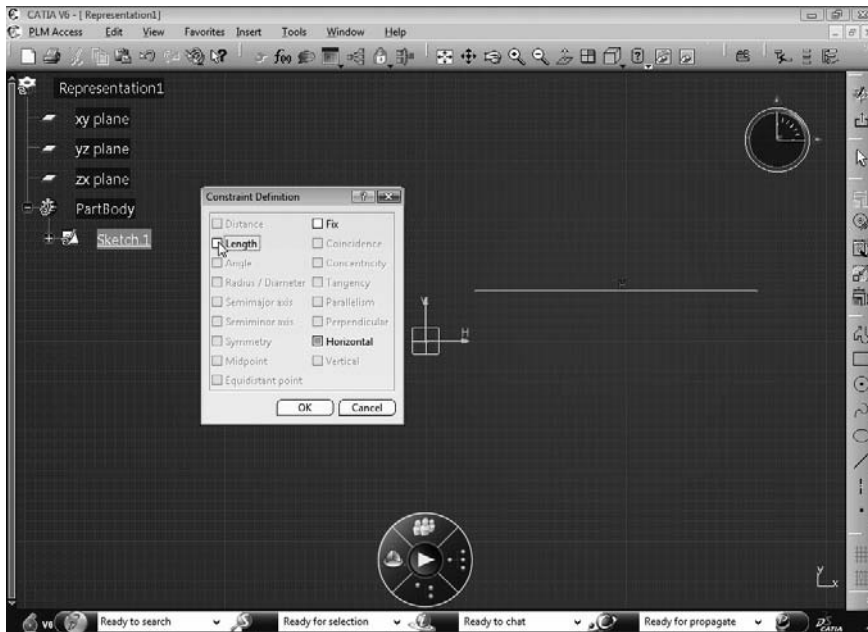 CATIA V6 - [ Representation1]
PLM Access Edit View Favorites Insert Tools Window Help
Representation1
xy plane
yz plane
zx plane
PartBody
Sketch.1
Constraint Definition
Distance Fix
Length Coincidence
Angle Concentricity
Radius / Diameter Tangency
Semimajor axis Parallelism
Semiminor axis Perpendicular
Symmetry Horizontal
Midpoint Vertical
Equidistant point
OK Cancel
V
H
H
y
x
V6 Ready to search Ready for selection Ready to chat Ready for propagate CATIA